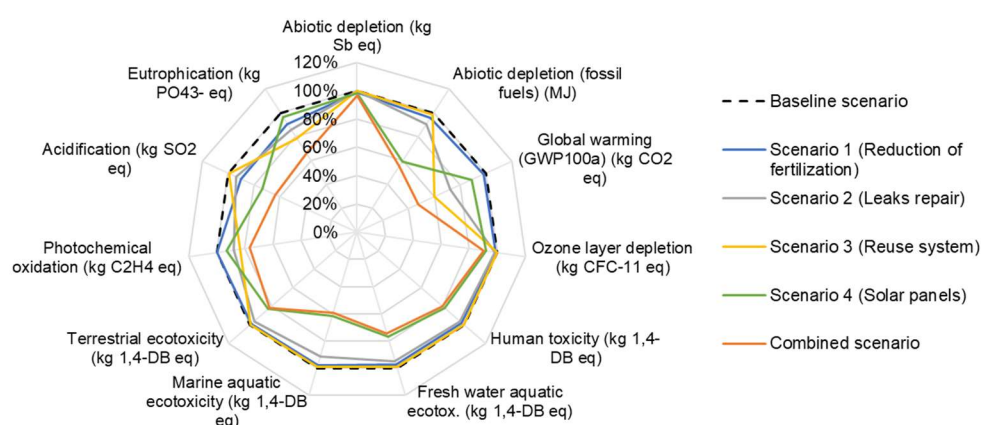 Abiotic depletion (kg
Sb eq)
Abiotic depletion (fossil
fuels) (MJ)
Global warming
(GWP100a) (kg CO2
eq)
Ozone layer depletion
(kg CFC-11 eq)
Human toxicity (kg 1,4-
DB eq)
Fresh water aquatic
ecotox. (kg 1,4-DB eq)
Marine aquatic
ecotoxicity (kg 1,4-DB
eq)
Terrestrial ecotoxicity
(kg 1,4-DB eq)
Photochemical
oxidation (kg C2H4 eq)
Acidification (kg SO2
eq)
Eutrophication (kg
PO43- eq)
120%
100%
80%
60%
40%
20%
0%
Baseline scenario
Scenario 1 (Reduction of
fertilization)
Scenario 2 (Leaks repair)
Scenario 3 (Reuse system)
Scenario 4 (Solar panels)
Combined scenario